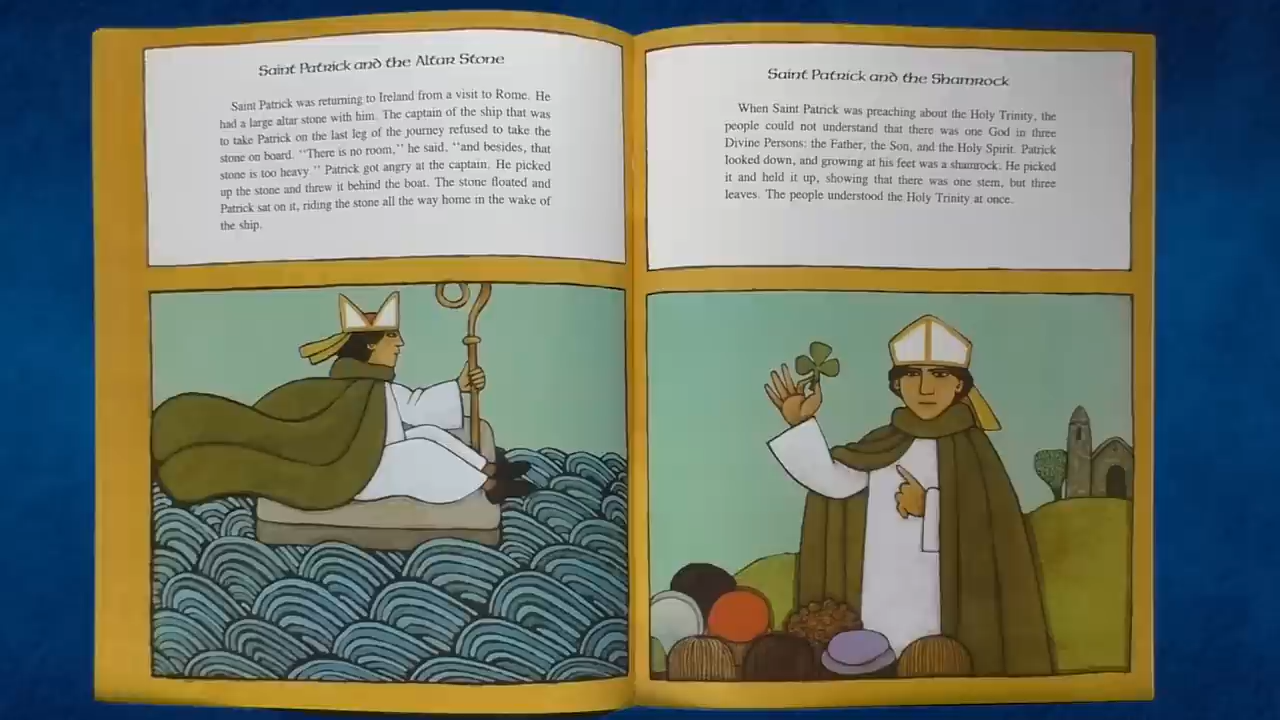 Saint Patrick and the Altar Stone
Saint Patrick was returning to Ireland from a visit to Rome. He
had a large altar stone with him. The captain of the ship that was
to take Patrick on the last leg of the journey refused to take the
stone on board. "There is no room," he said, "and besides, that
stone is too heavy." Patrick got angry at the captain. He picked
up the stone and threw it behind the boat. The stone floated and
Patrick sat on it, riding the stone all the way home in the wake of
the ship.
Saint Patrick and the Shamrock
When Saint Patrick was preaching about the Holy Trinity, the
people could not understand that there was one God in three
Divine Persons: the Father, the Son, and the Holy Spirit. Patrick
looked down, and growing at his feet was a shamrock. He picked
it and held it up, showing that there was one stem, but three
leaves. The people understood the Holy Trinity at once.